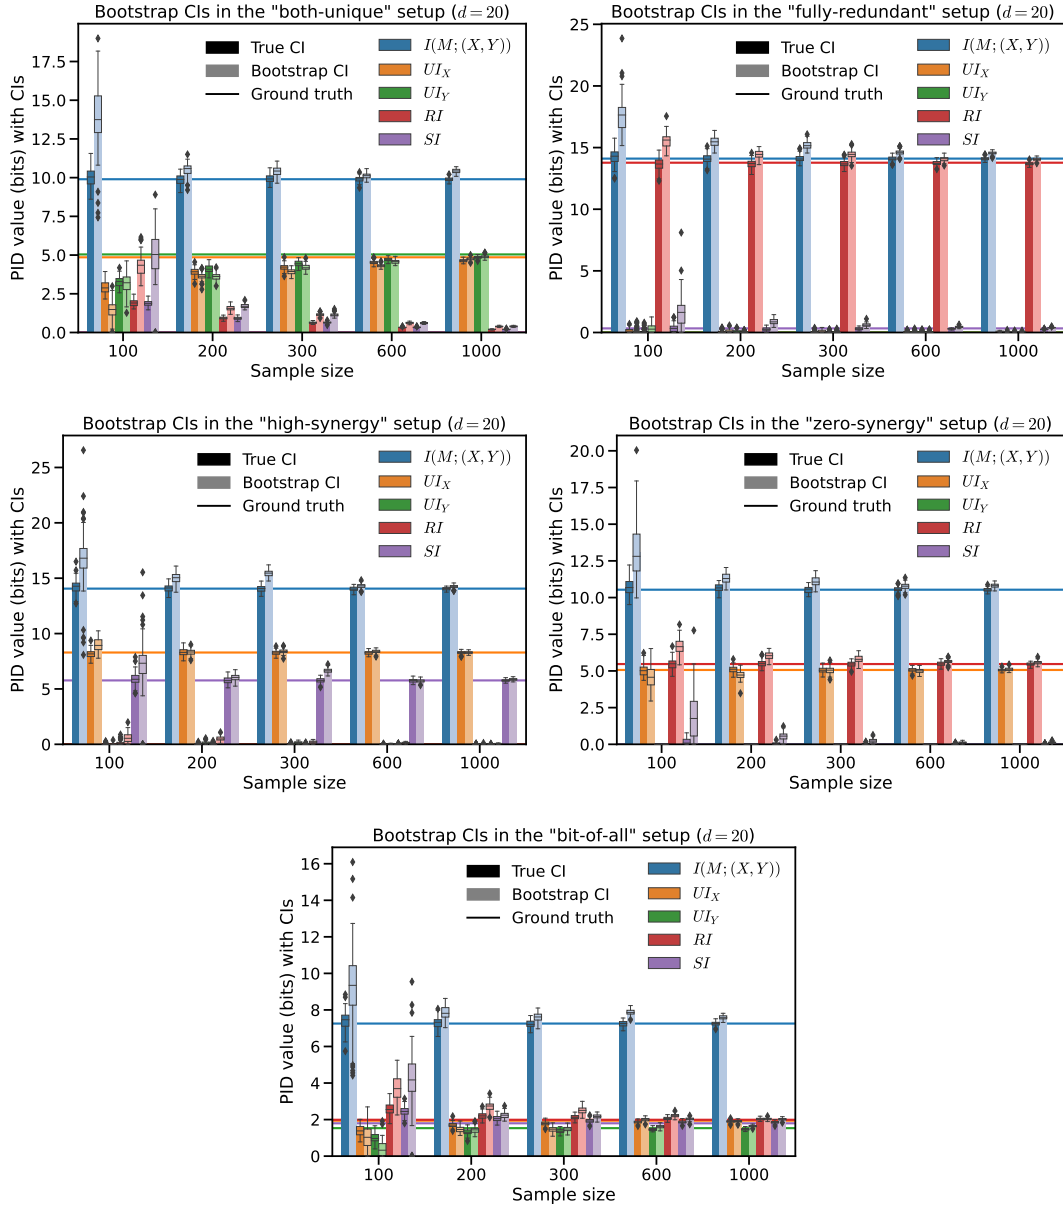 Bootstrap CIs in the "both-unique" setup (d = 20)
PID value (bits) with CIs
17.5
15.0
12.5
10.0
7.5
5.0
2.5
0.0
True CI
Bootstrap CI
Ground truth
I(M; (X, Y))
UI_X
UI_Y
RI
SI
100 200 300 600 1000
Sample size
Bootstrap CIs in the "fully-redundant" setup (d = 20)
PID value (bits) with CIs
25
20
15
10
5
0
True CI
Bootstrap CI
Ground truth
I(M; (X, Y))
UI_X
UI_Y
RI
SI
100 200 300 600 1000
Sample size
Bootstrap CIs in the "high-synergy" setup (d = 20)
PID value (bits) with CIs
25
20
15
10
5
0
True CI
Bootstrap CI
Ground truth
I(M; (X, Y))
UI_X
UI_Y
RI
SI
100 200 300 600 1000
Sample size
Bootstrap CIs in the "zero-synergy" setup (d = 20)
PID value (bits) with CIs
20.0
17.5
15.0
12.5
10.0
7.5
5.0
2.5
0.0
True CI
Bootstrap CI
Ground truth
I(M; (X, Y))
UI_X
UI_Y
RI
SI
100 200 300 600 1000
Sample size
Bootstrap CIs in the "bit-of-all" setup (d = 20)
PID value (bits) with CIs
16
14
12
10
8
6
4
2
0
True CI
Bootstrap CI
Ground truth
I(M; (X, Y))
UI_X
UI_Y
RI
SI
100 200 300 600 1000
Sample size